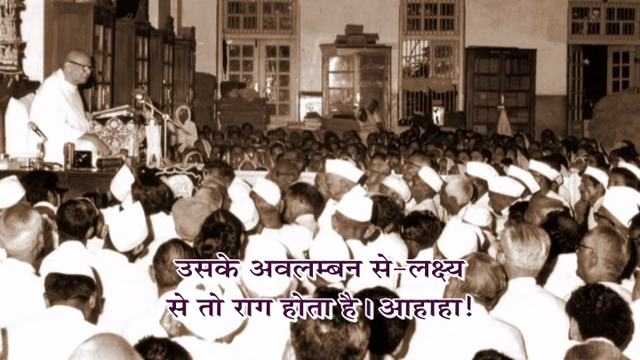 उसके अवलम्बन से-लक्ष्य
से तो राग होता है। आहाहा!